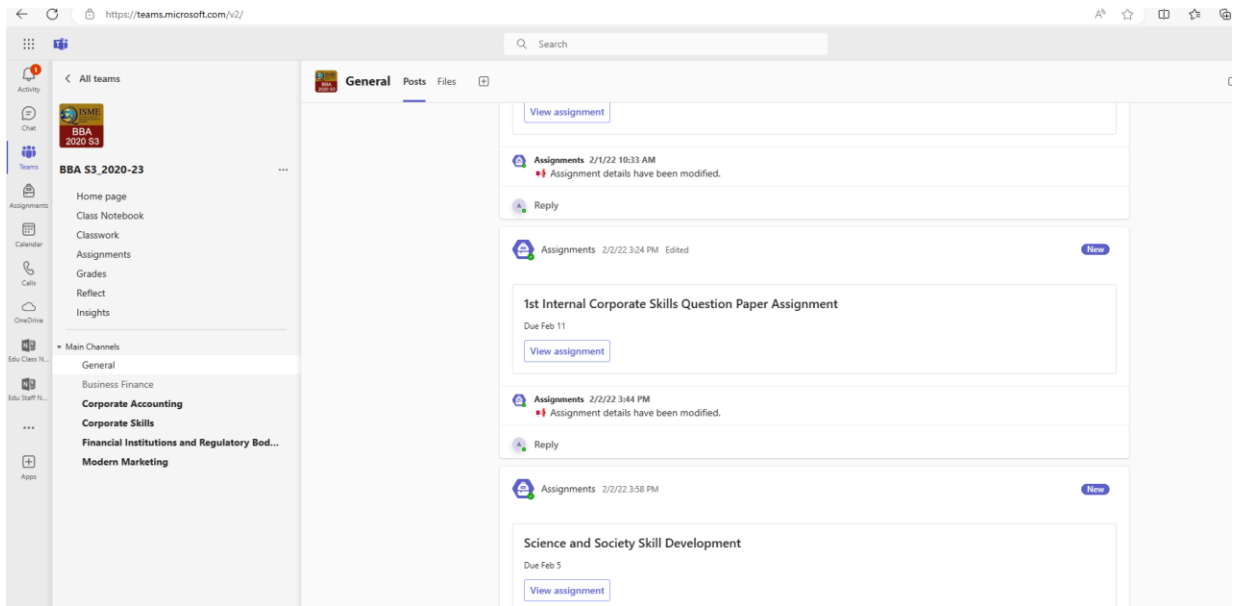 https://teams.microsoft.com/v2/
Search
Activity
Chat
Teams
Assignments
Calendar
Calls
OneDrive
Edu Class N...
Edu Staff N...
Apps
All teams
ISME
BBA
2020 S3
BBA S3_2020-23
Home page
Class Notebook
Classwork
Assignments
Grades
Reflect
Insights
Main Channels
General
Business Finance
Corporate Accounting
Corporate Skills
Financial Institutions and Regulatory Bod...
Modern Marketing
General Posts Files
View assignment
Assignments 2/1/22 10:33 AM
Assignment details have been modified.
Reply
Assignments 2/2/22 3:24 PM Edited New
1st Internal Corporate Skills Question Paper Assignment
Due Feb 11
View assignment
Assignments 2/2/22 3:44 PM
Assignment details have been modified.
Reply
Assignments 2/2/22 3:58 PM New
Science and Society Skill Development
Due Feb 5
View assignment